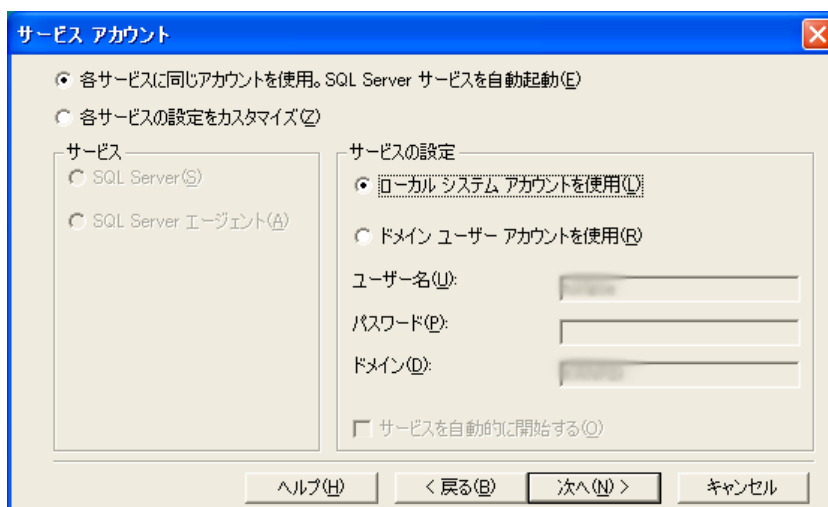 サービス アカウント
各サービスに同じアカウントを使用。SQL Server サービスを自動起動(E)
各サービスの設定をカスタマイズ(Z)
サービス
SQL Server(S)
SQL Server エージェント(A)
サービスの設定
ローカル システム アカウントを使用(L)
ドメイン ユーザー アカウントを使用(R)
ユーザー名(U):
パスワード(P):
ドメイン(D):
サービスを自動的に開始する(O)
ヘルプ(H)
< 戻る(B)
次へ(N) >
キャンセル